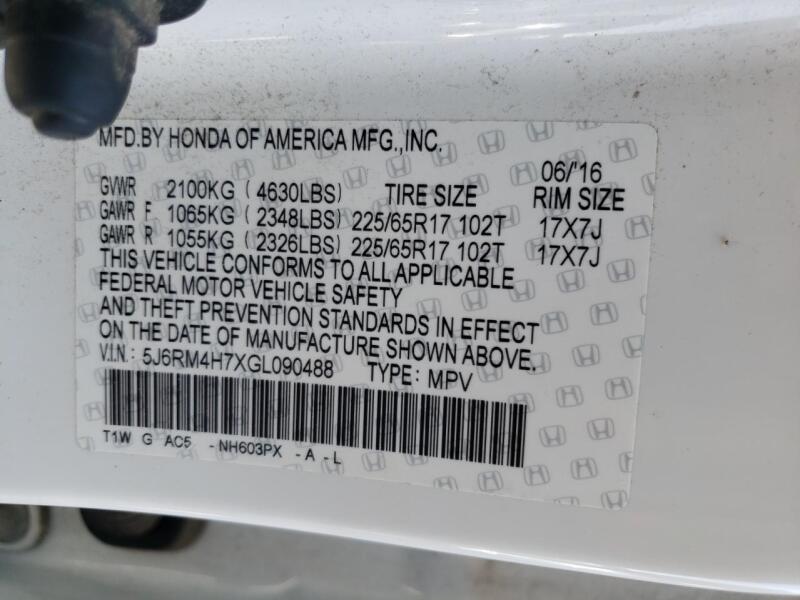 MFD.BY HONDA OF AMERICA MFG.,INC.
06/'16
GVWR 2100KG ( 4630LBS) TIRE SIZE RIM SIZE
GAWR F 1065KG ( 2348LBS) 225/65R17 102T 17X7J
GAWR R 1055KG ( 2326LBS) 225/65R17 102T 17X7J
THIS VEHICLE CONFORMS TO ALL APPLICABLE
FEDERAL MOTOR VEHICLE SAFETY
AND THEFT PREVENTION STANDARDS IN EFFECT
ON THE DATE OF MANUFACTURE SHOWN ABOVE.
V.I.N.: 5J6RM4H7XGL090488 TYPE: MPV
T1W G AC5 -NH603PX -A -L